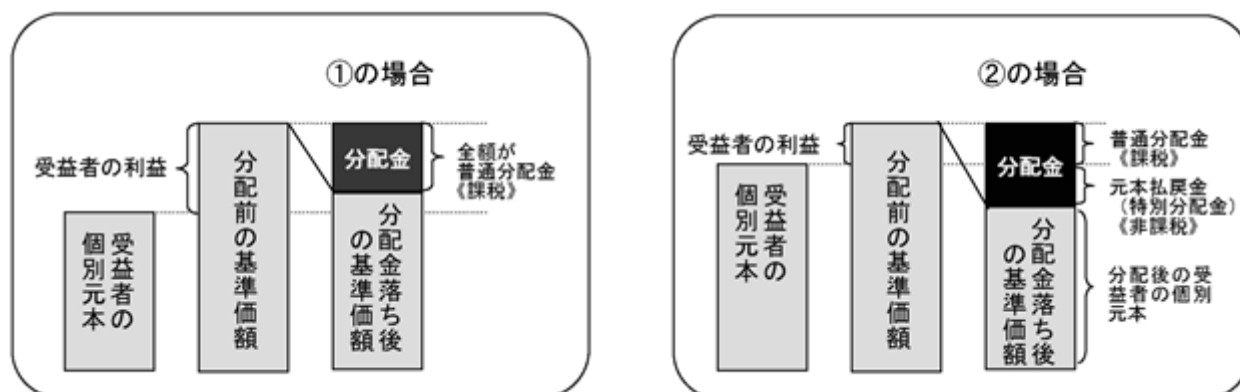 ①の場合
受益者の利益
受益者の
個別元本
分配前の基準価額
分配金
分配金落ち後
の基準価額
全額が
普通分配金
《課税》
②の場合
受益者の利益
受益者の
個別元本
分配前の基準価額
分配金
分配金落ち後
の基準価額
普通分配金
《課税》
元本払戻金
（特別分配金）
《非課税》
分配後の受
益者の個別
元本